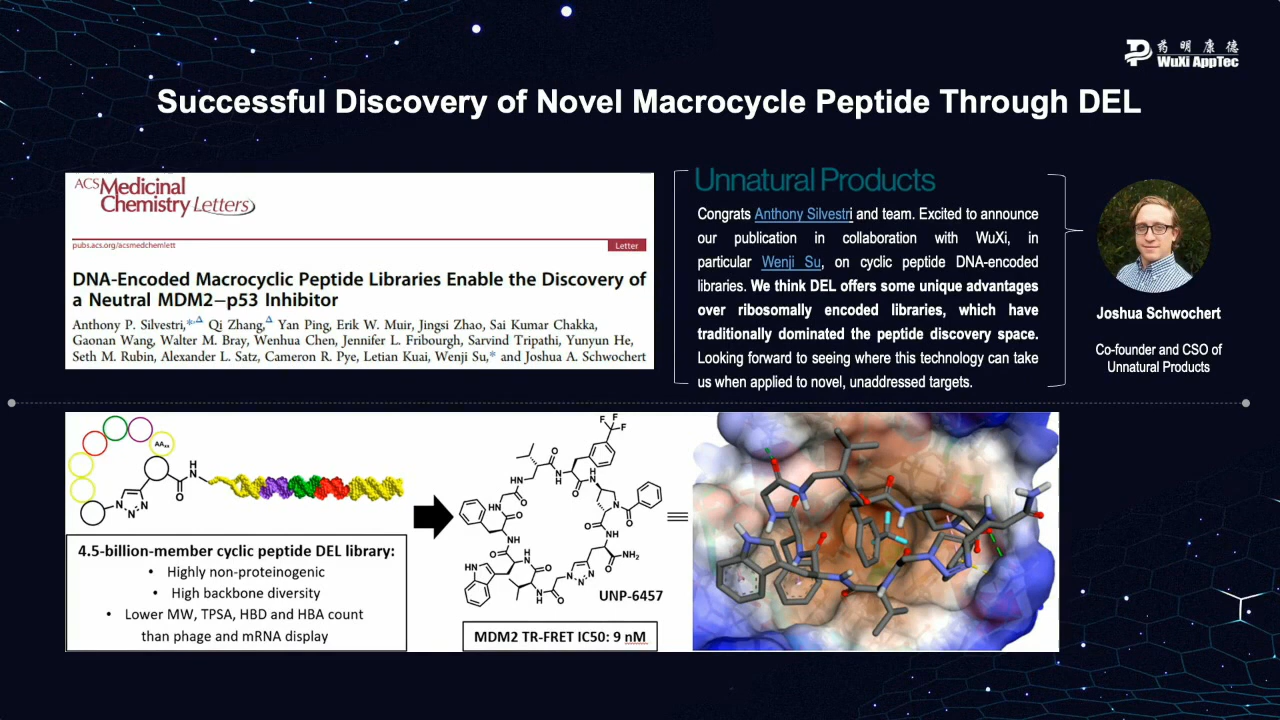 药明康德
WuXi AppTec
Successful Discovery of Novel Macrocycle Peptide Through DEL
ACS Medicinal
Chemistry Letters
pubs.acs.org/acsmedchemlett
Letter
DNA-Encoded Macrocyclic Peptide Libraries Enable the Discovery of
a Neutral MDM2−p53 Inhibitor
Anthony P. Silvestri,*,Δ Qi Zhang,Δ Yan Ping, Erik W. Muir, Jingsi Zhao, Sai Kumar Chakka,
Gaonan Wang, Walter M. Bray, Wenhua Chen, Jennifer L. Fribourgh, Sarvind Tripathi, Yunyun He,
Seth M. Rubin, Alexander L. Satz, Cameron R. Pye, Letian Kuai, Wenji Su,* and Joshua A. Schwochert
Unnatural Products
Congrats Anthony Silvestri and team. Excited to announce
our publication in collaboration with WuXi, in
particular Wenji Su, on cyclic peptide DNA-encoded
libraries. We think DEL offers some unique advantages
over ribosomally encoded libraries, which have
traditionally dominated the peptide discovery space.
Looking forward to seeing where this technology can take
us when applied to novel, unaddressed targets.
Joshua Schwochert
Co-founder and CSO of
Unnatural Products
4.5-billion-member cyclic peptide DEL library:
• Highly non-proteinogenic
• High backbone diversity
• Lower MW, TPSA, HBD and HBA count
than phage and mRNA display
UNP-6457
MDM2 TR-FRET IC50: 9 nM